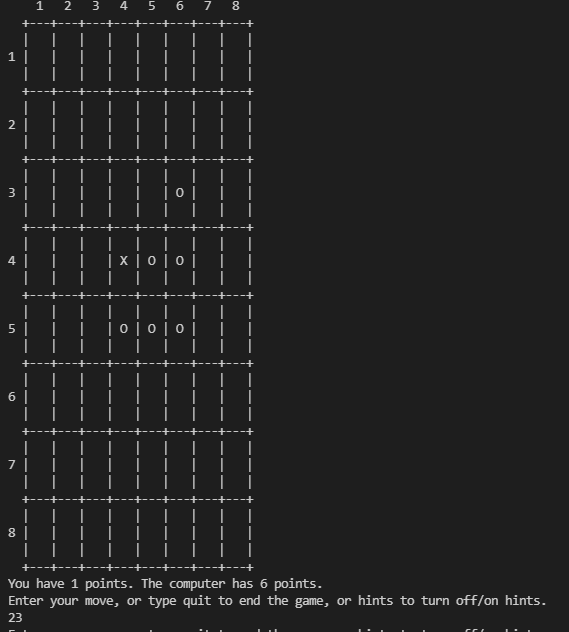 1 2 3 4 5 6 7 8
+---+---+---+---+---+---+---+---+
| | | | | | | | |
1 | | | | | | | | |
| | | | | | | | |
+---+---+---+---+---+---+---+---+
| | | | | | | | |
2 | | | | | | | | |
| | | | | | | | |
+---+---+---+---+---+---+---+---+
| | | | | | | | |
3 | | | | | | O | | |
| | | | | | | | |
+---+---+---+---+---+---+---+---+
| | | | | | | | |
4 | | | | X | O | O | | |
| | | | | | | | |
+---+---+---+---+---+---+---+---+
| | | | | | | | |
5 | | | | O | O | O | | |
| | | | | | | | |
+---+---+---+---+---+---+---+---+
| | | | | | | | |
6 | | | | | | | | |
| | | | | | | | |
+---+---+---+---+---+---+---+---+
| | | | | | | | |
7 | | | | | | | | |
| | | | | | | | |
+---+---+---+---+---+---+---+---+
| | | | | | | | |
8 | | | | | | | | |
| | | | | | | | |
+---+---+---+---+---+---+---+---+
You have 1 points. The computer has 6 points.
Enter your move, or type quit to end the game, or hints to turn off/on hints.
23